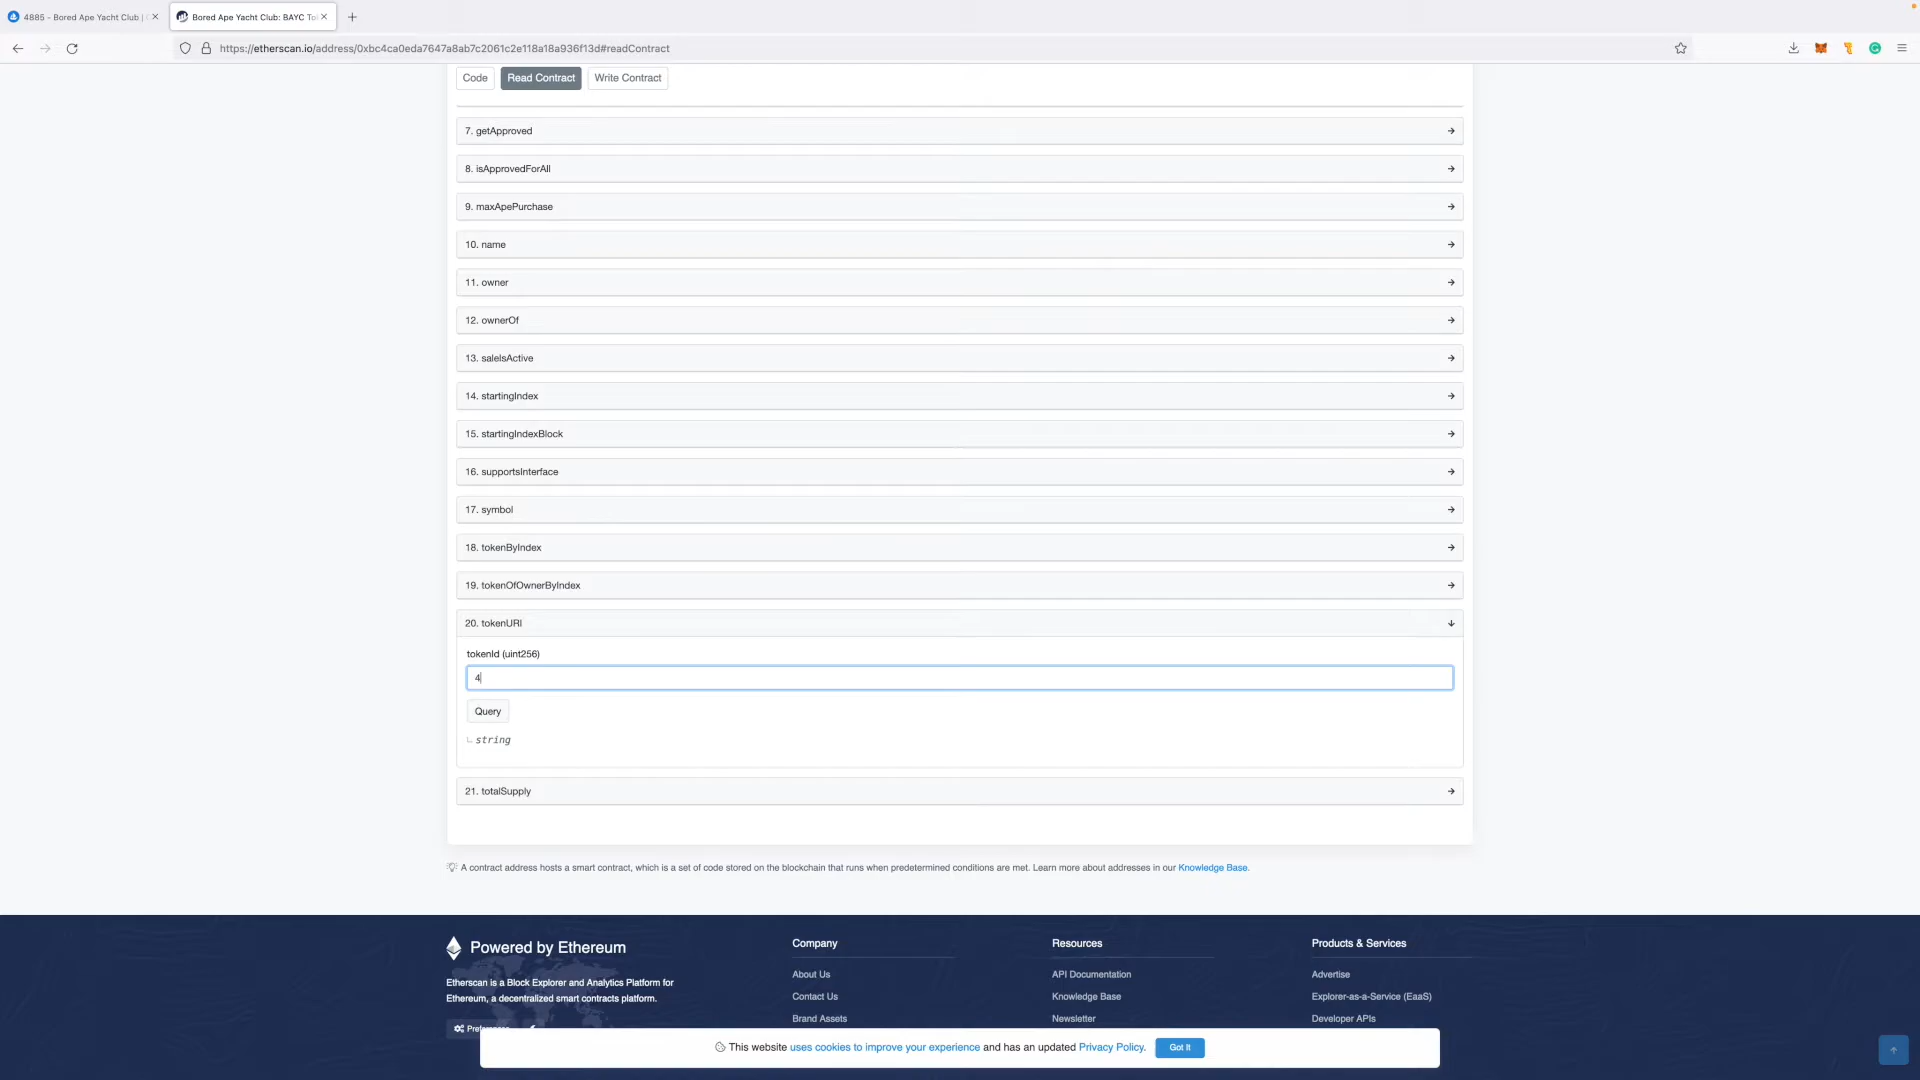 4885 - Bored Ape Yacht Club |
Bored Ape Yacht Club: BAYC To
https://etherscan.io/address/0xbc4ca0eda7647a8ab7c2061c2e118a18a936f13d#readContract
Code
Read Contract
Write Contract
7. getApproved
8. isApprovedForAll
9. maxApePurchase
10. name
11. owner
12. ownerOf
13. saleIsActive
14. startingIndex
15. startingIndexBlock
16. supportsInterface
17. symbol
18. tokenByIndex
19. tokenOfOwnerByIndex
20. tokenURI
tokenId (uint256)
4
Query
string
21. totalSupply
A contract address hosts a smart contract, which is a set of code stored on the blockchain that runs when predetermined conditions are met. Learn more about addresses in our Knowledge Base.
Powered by Ethereum
Etherscan is a Block Explorer and Analytics Platform for
Ethereum, a decentralized smart contracts platform.
Preferences
Company
About Us
Contact Us
Brand Assets
Resources
API Documentation
Knowledge Base
Newsletter
Products & Services
Advertise
Explorer-as-a-Service (EaaS)
Developer APIs
This website uses cookies to improve your experience and has an updated Privacy Policy.
Got It